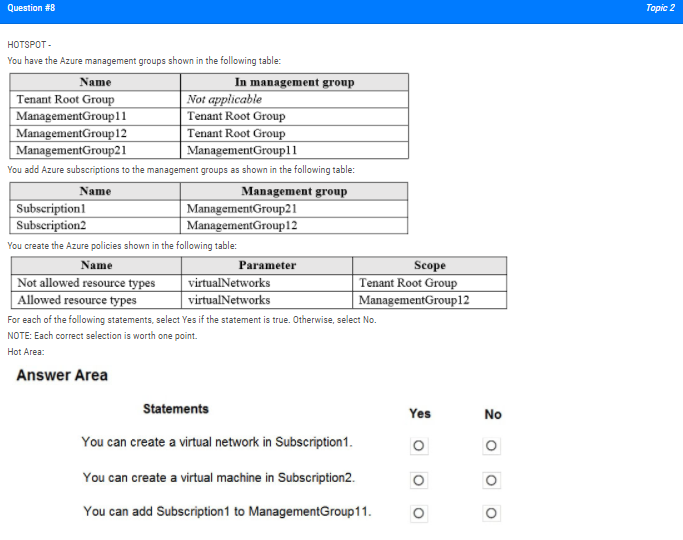 Question #8 Topic 2
HOTSPOT -
You have the Azure management groups shown in the following table:
Name In management group
Tenant Root Group Not applicable
ManagementGroup11 Tenant Root Group
ManagementGroup12 Tenant Root Group
ManagementGroup21 ManagementGroup11
You add Azure subscriptions to the management groups as shown in the following table:
Name Management group
Subscription1 ManagementGroup21
Subscription2 ManagementGroup12
You create the Azure policies shown in the following table:
Name Parameter Scope
Not allowed resource types virtualNetworks Tenant Root Group
Allowed resource types virtualNetworks ManagementGroup12
For each of the following statements, select Yes if the statement is true. Otherwise, select No.
NOTE: Each correct selection is worth one point.
Hot Area:
Answer Area
Statements Yes No
You can create a virtual network in Subscription1.
You can create a virtual machine in Subscription2.
You can add Subscription1 to ManagementGroup11.